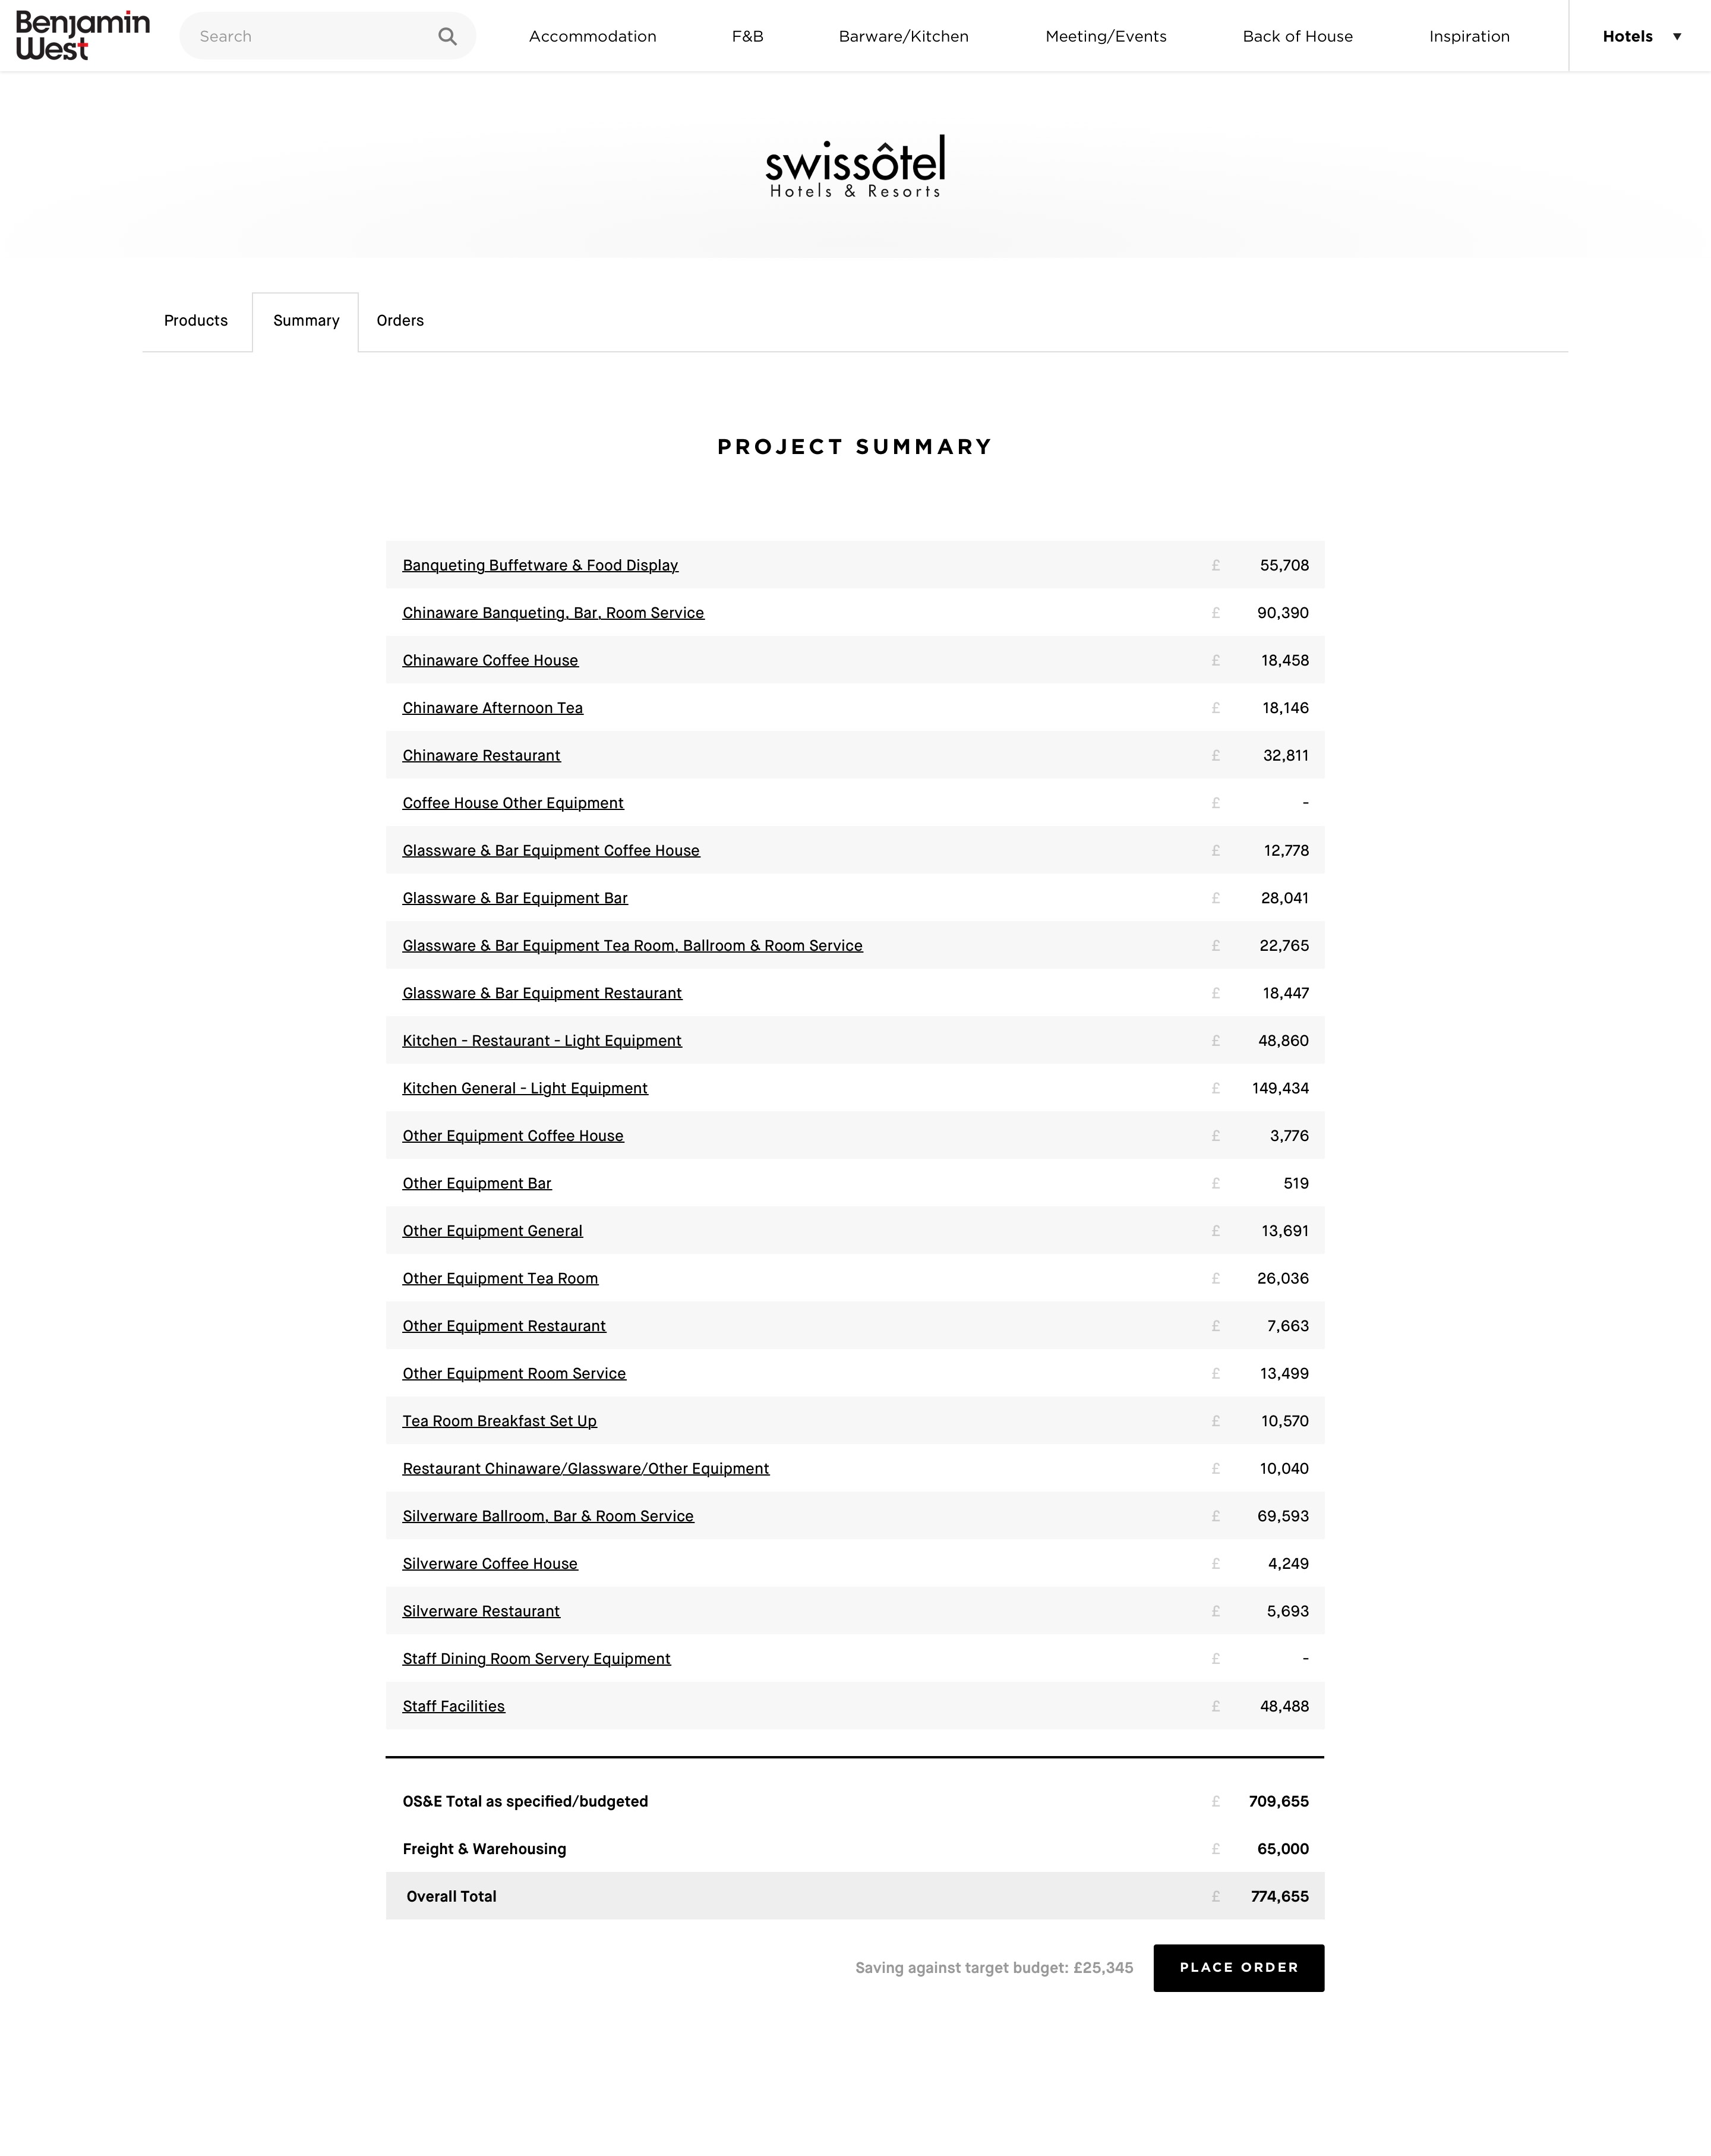 Benjamin
West
Search
Accommodation
F&B
Barware/Kitchen
Meeting/Events
Back of House
Inspiration
Hotels ▼
swissôtel
Hotels & Resorts
Products
Summary
Orders
PROJECT SUMMARY
Banqueting Buffetware & Food Display £ 55,708
Chinaware Banqueting, Bar, Room Service £ 90,390
Chinaware Coffee House £ 18,458
Chinaware Afternoon Tea £ 18,146
Chinaware Restaurant £ 32,811
Coffee House Other Equipment £ -
Glassware & Bar Equipment Coffee House £ 12,778
Glassware & Bar Equipment Bar £ 28,041
Glassware & Bar Equipment Tea Room, Ballroom & Room Service £ 22,765
Glassware & Bar Equipment Restaurant £ 18,447
Kitchen - Restaurant - Light Equipment £ 48,860
Kitchen General - Light Equipment £ 149,434
Other Equipment Coffee House £ 3,776
Other Equipment Bar £ 519
Other Equipment General £ 13,691
Other Equipment Tea Room £ 26,036
Other Equipment Restaurant £ 7,663
Other Equipment Room Service £ 13,499
Tea Room Breakfast Set Up £ 10,570
Restaurant Chinaware/Glassware/Other Equipment £ 10,040
Silverware Ballroom, Bar & Room Service £ 69,593
Silverware Coffee House £ 4,249
Silverware Restaurant £ 5,693
Staff Dining Room Servery Equipment £ -
Staff Facilities £ 48,488
OS&E Total as specified/budgeted £ 709,655
Freight & Warehousing £ 65,000
Overall Total £ 774,655
Saving against target budget: £25,345
PLACE ORDER